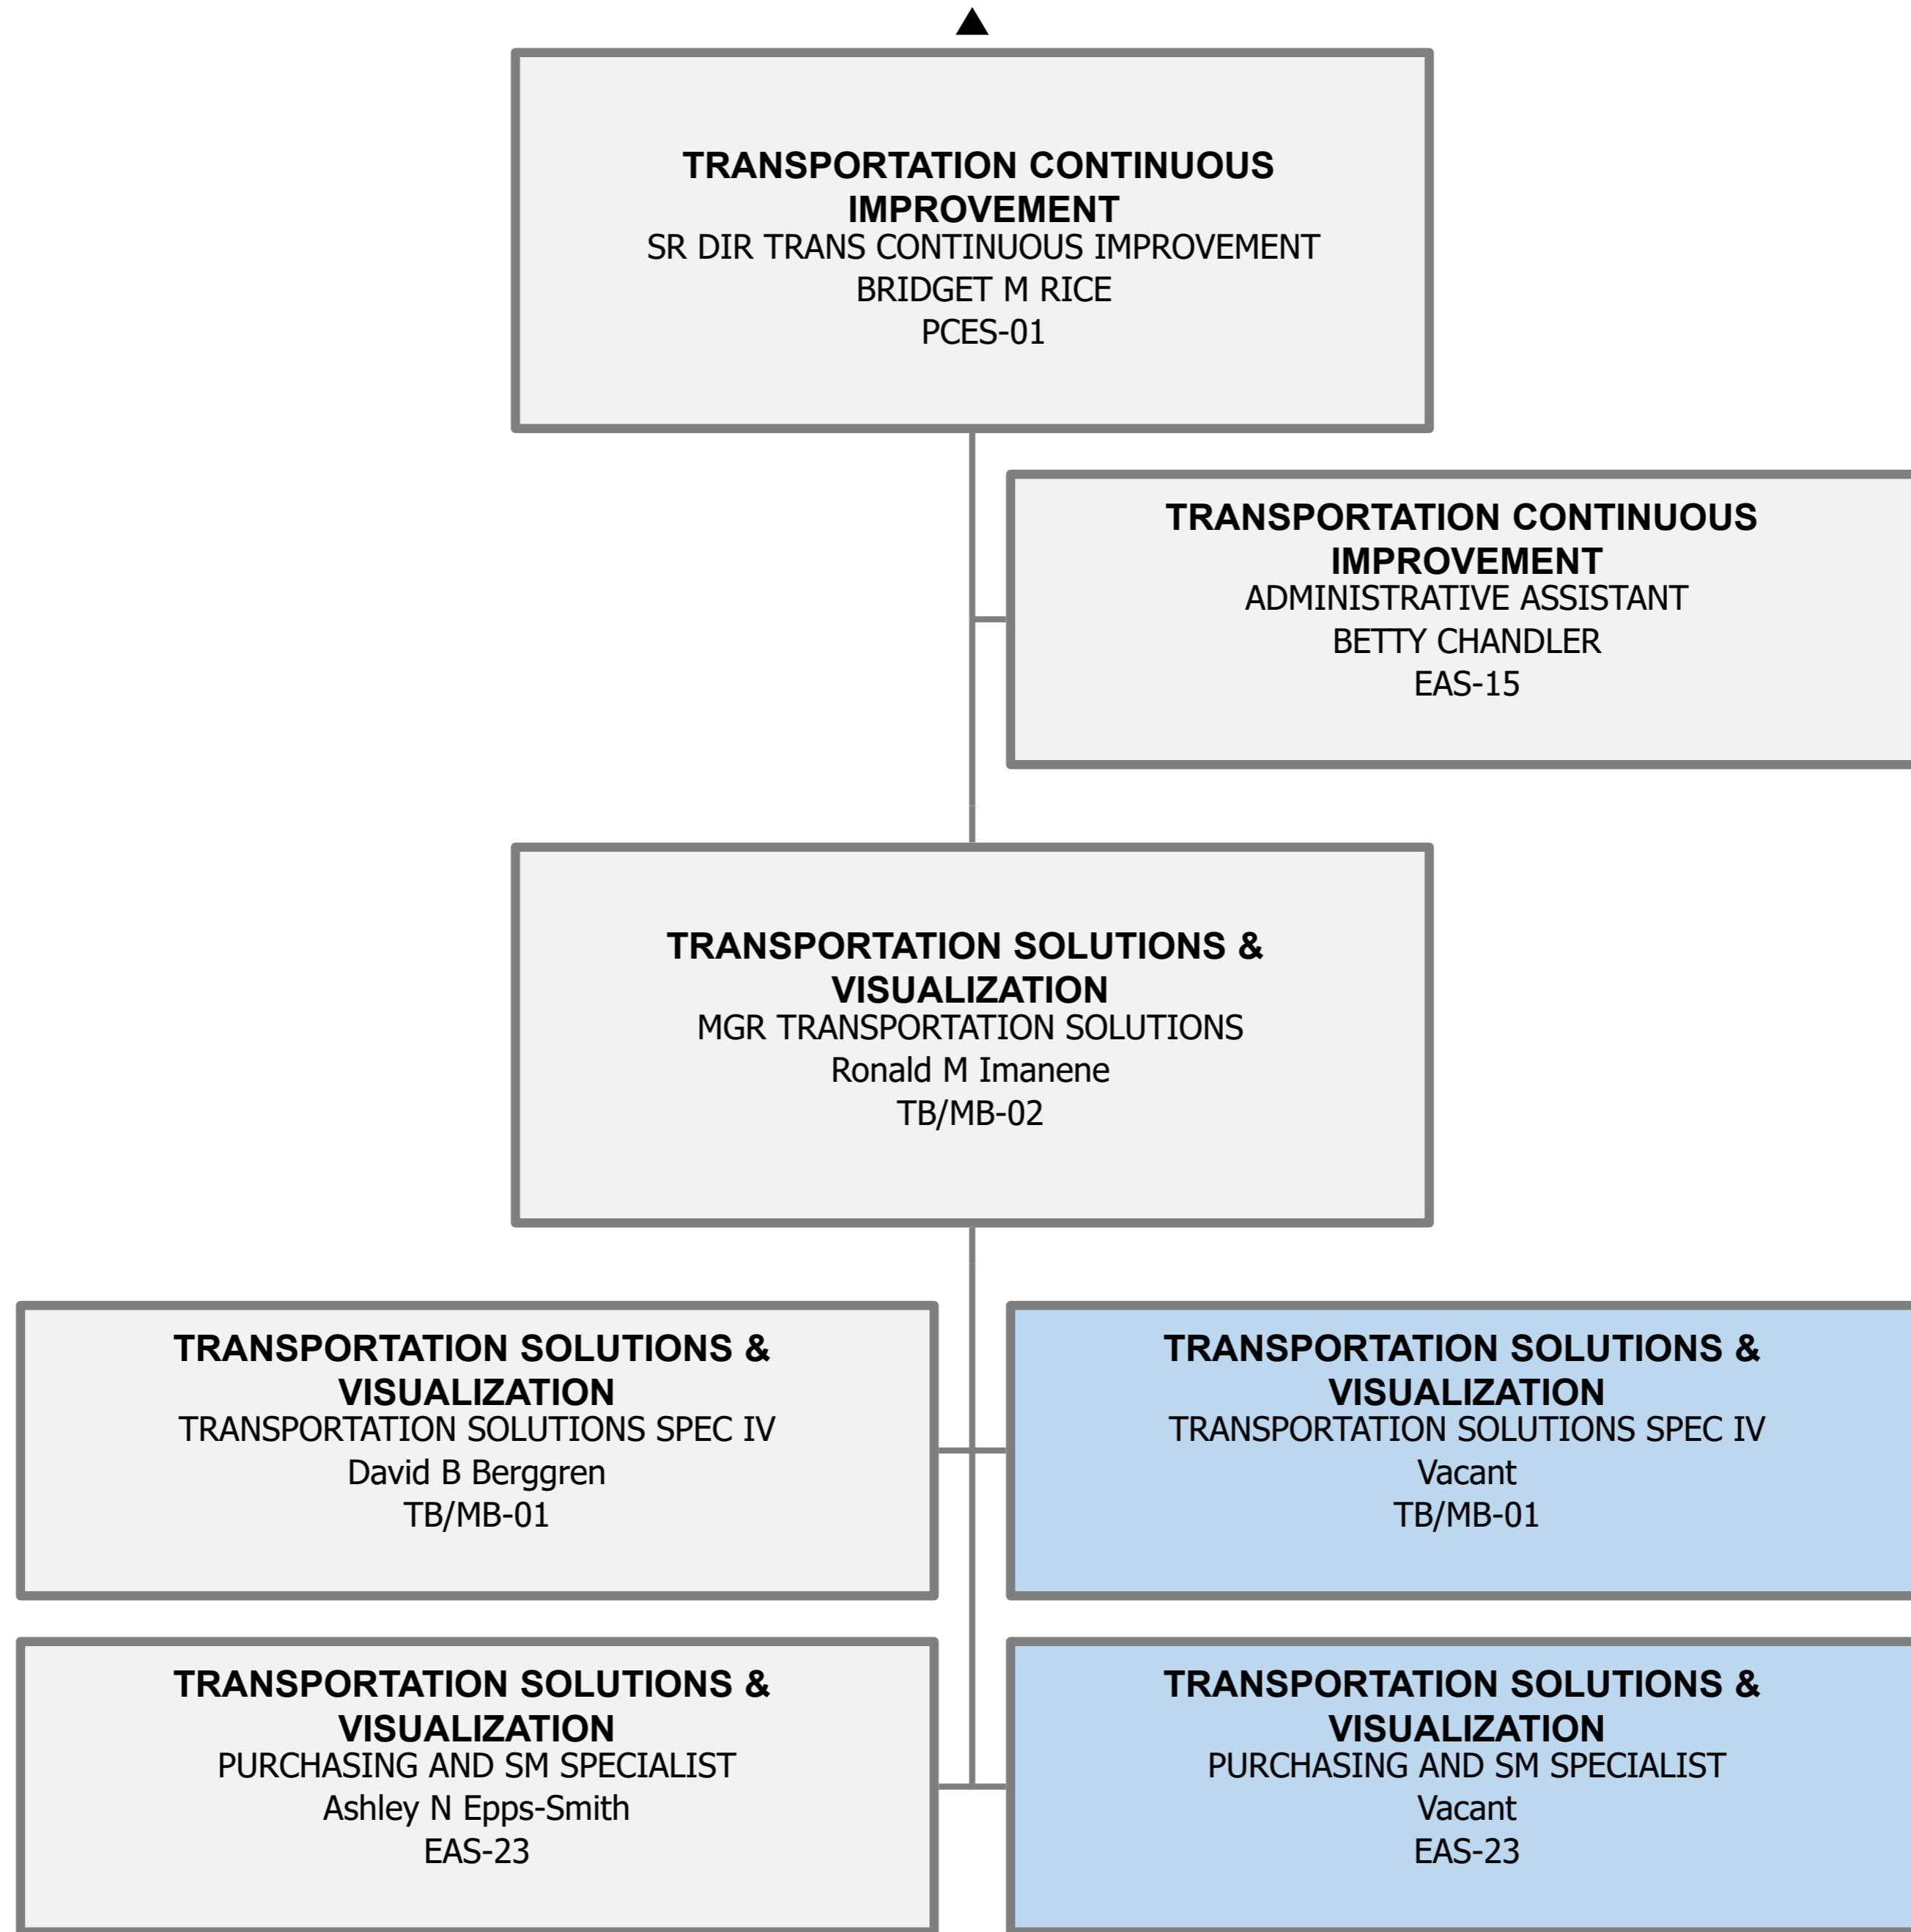 TRANSPORTATION CONTINUOUS
IMPROVEMENT
SR DIR TRANS CONTINUOUS IMPROVEMENT
BRIDGET M RICE
PCES-01
TRANSPORTATION CONTINUOUS
IMPROVEMENT
ADMINISTRATIVE ASSISTANT
BETTY CHANDLER
EAS-15
TRANSPORTATION SOLUTIONS &
VISUALIZATION
MGR TRANSPORTATION SOLUTIONS
Ronald M Imanene
TB/MB-02
TRANSPORTATION SOLUTIONS &
VISUALIZATION
TRANSPORTATION SOLUTIONS SPEC IV
David B Berggren
TB/MB-01
TRANSPORTATION SOLUTIONS &
VISUALIZATION
TRANSPORTATION SOLUTIONS SPEC IV
Vacant
TB/MB-01
TRANSPORTATION SOLUTIONS &
VISUALIZATION
PURCHASING AND SM SPECIALIST
Ashley N Epps-Smith
EAS-23
TRANSPORTATION SOLUTIONS &
VISUALIZATION
PURCHASING AND SM SPECIALIST
Vacant
EAS-23